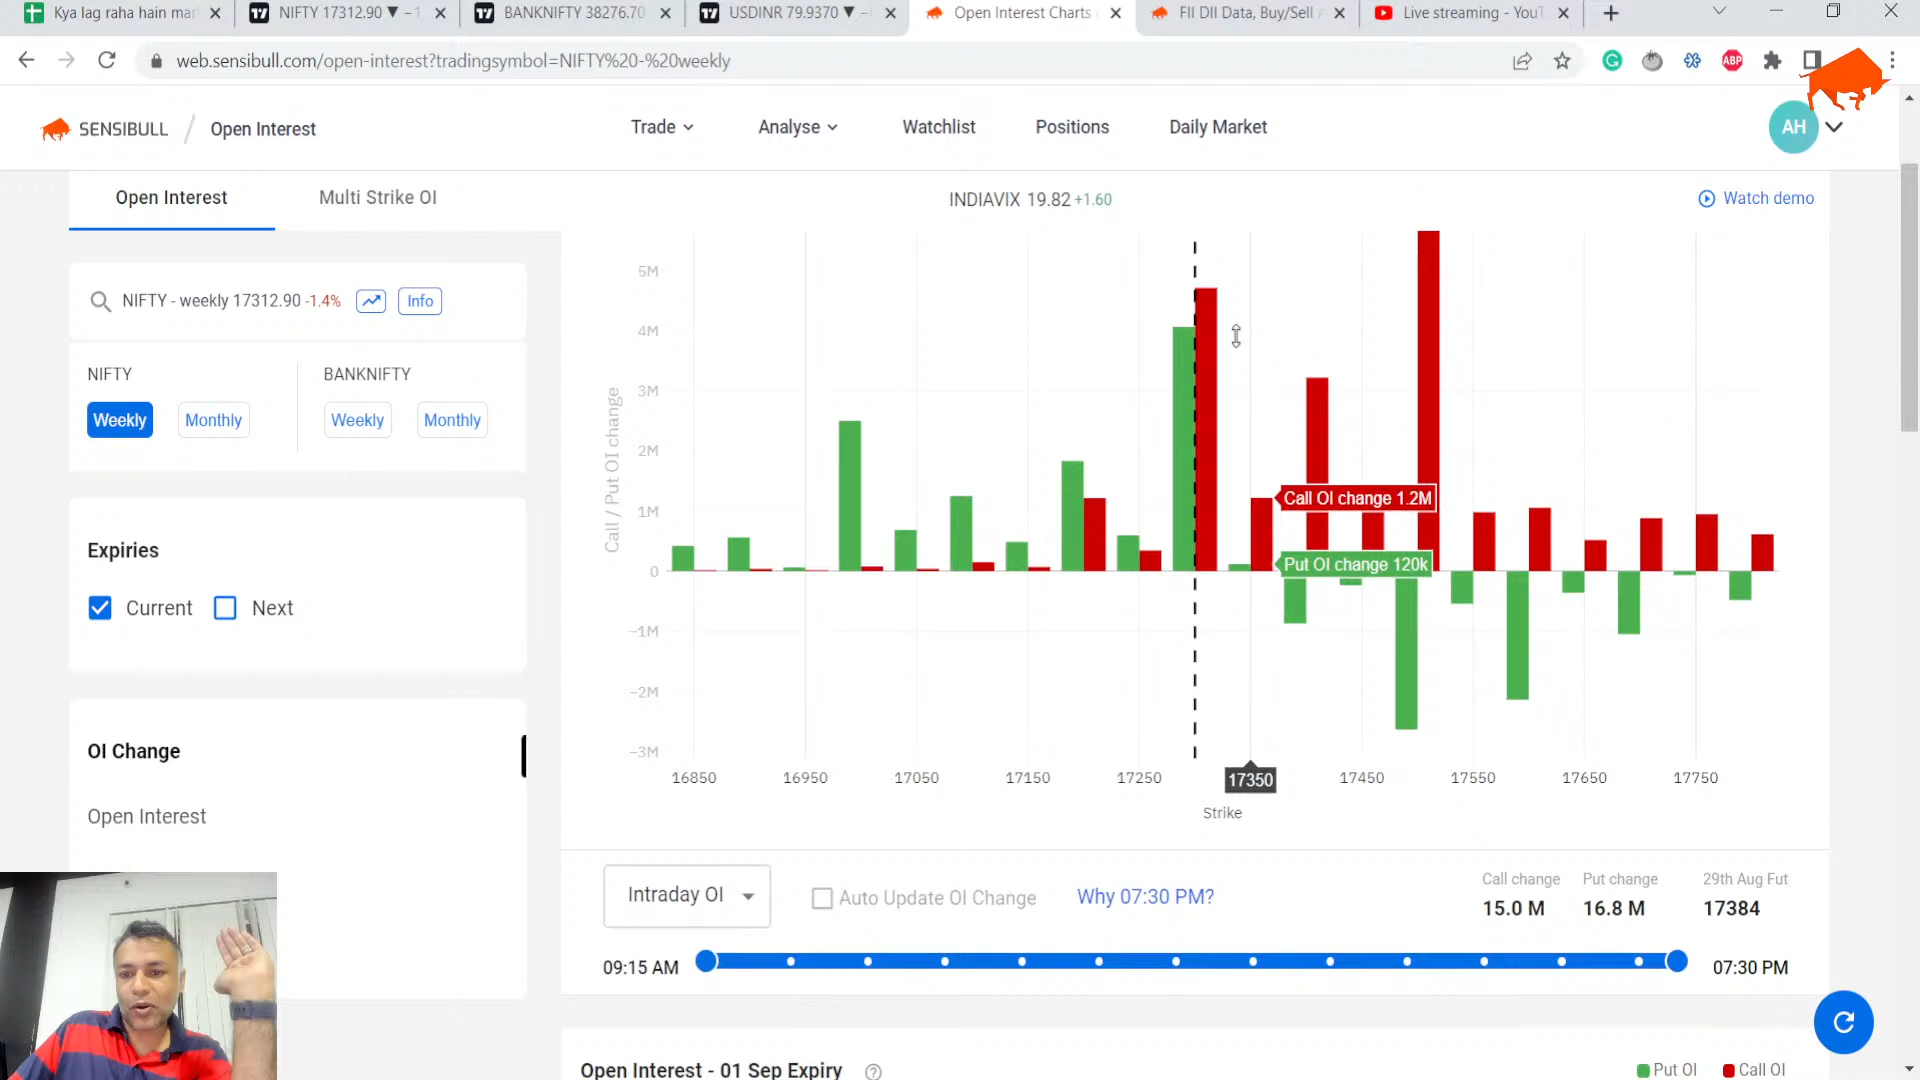 Kya lag raha hain mar
NIFTY 17312.90 ▼ −1
BANKNIFTY 38276.70
USDINR 79.9370 ▼ −
Open Interest Charts
FII DII Data, Buy/Sell
Live streaming - YouT
web.sensibull.com/open-interest?tradingsymbol=NIFTY%20-%20weekly
ABP
SENSIBULL / Open Interest
Trade
Analyse
Watchlist
Positions
Daily Market
AH
Open Interest
Multi Strike OI
INDIAVIX 19.82 +1.60
Watch demo
NIFTY - weekly 17312.90 -1.4%
Info
NIFTY
BANKNIFTY
Weekly
Monthly
Weekly
Monthly
Expiries
Current
Next
OI Change
Open Interest
Call / Put OI change
5M
4M
3M
2M
1M
0
−1M
−2M
−3M
Call OI change 1.2M
Put OI change 120k
16850
16950
17050
17150
17250
17350
17450
17550
17650
17750
Strike
Intraday OI
Auto Update OI Change
Why 07:30 PM?
Call change
15.0 M
Put change
16.8 M
29th Aug Fut
17384
09:15 AM
07:30 PM
Open Interest - 01 Sep Expiry
Put OI
Call OI